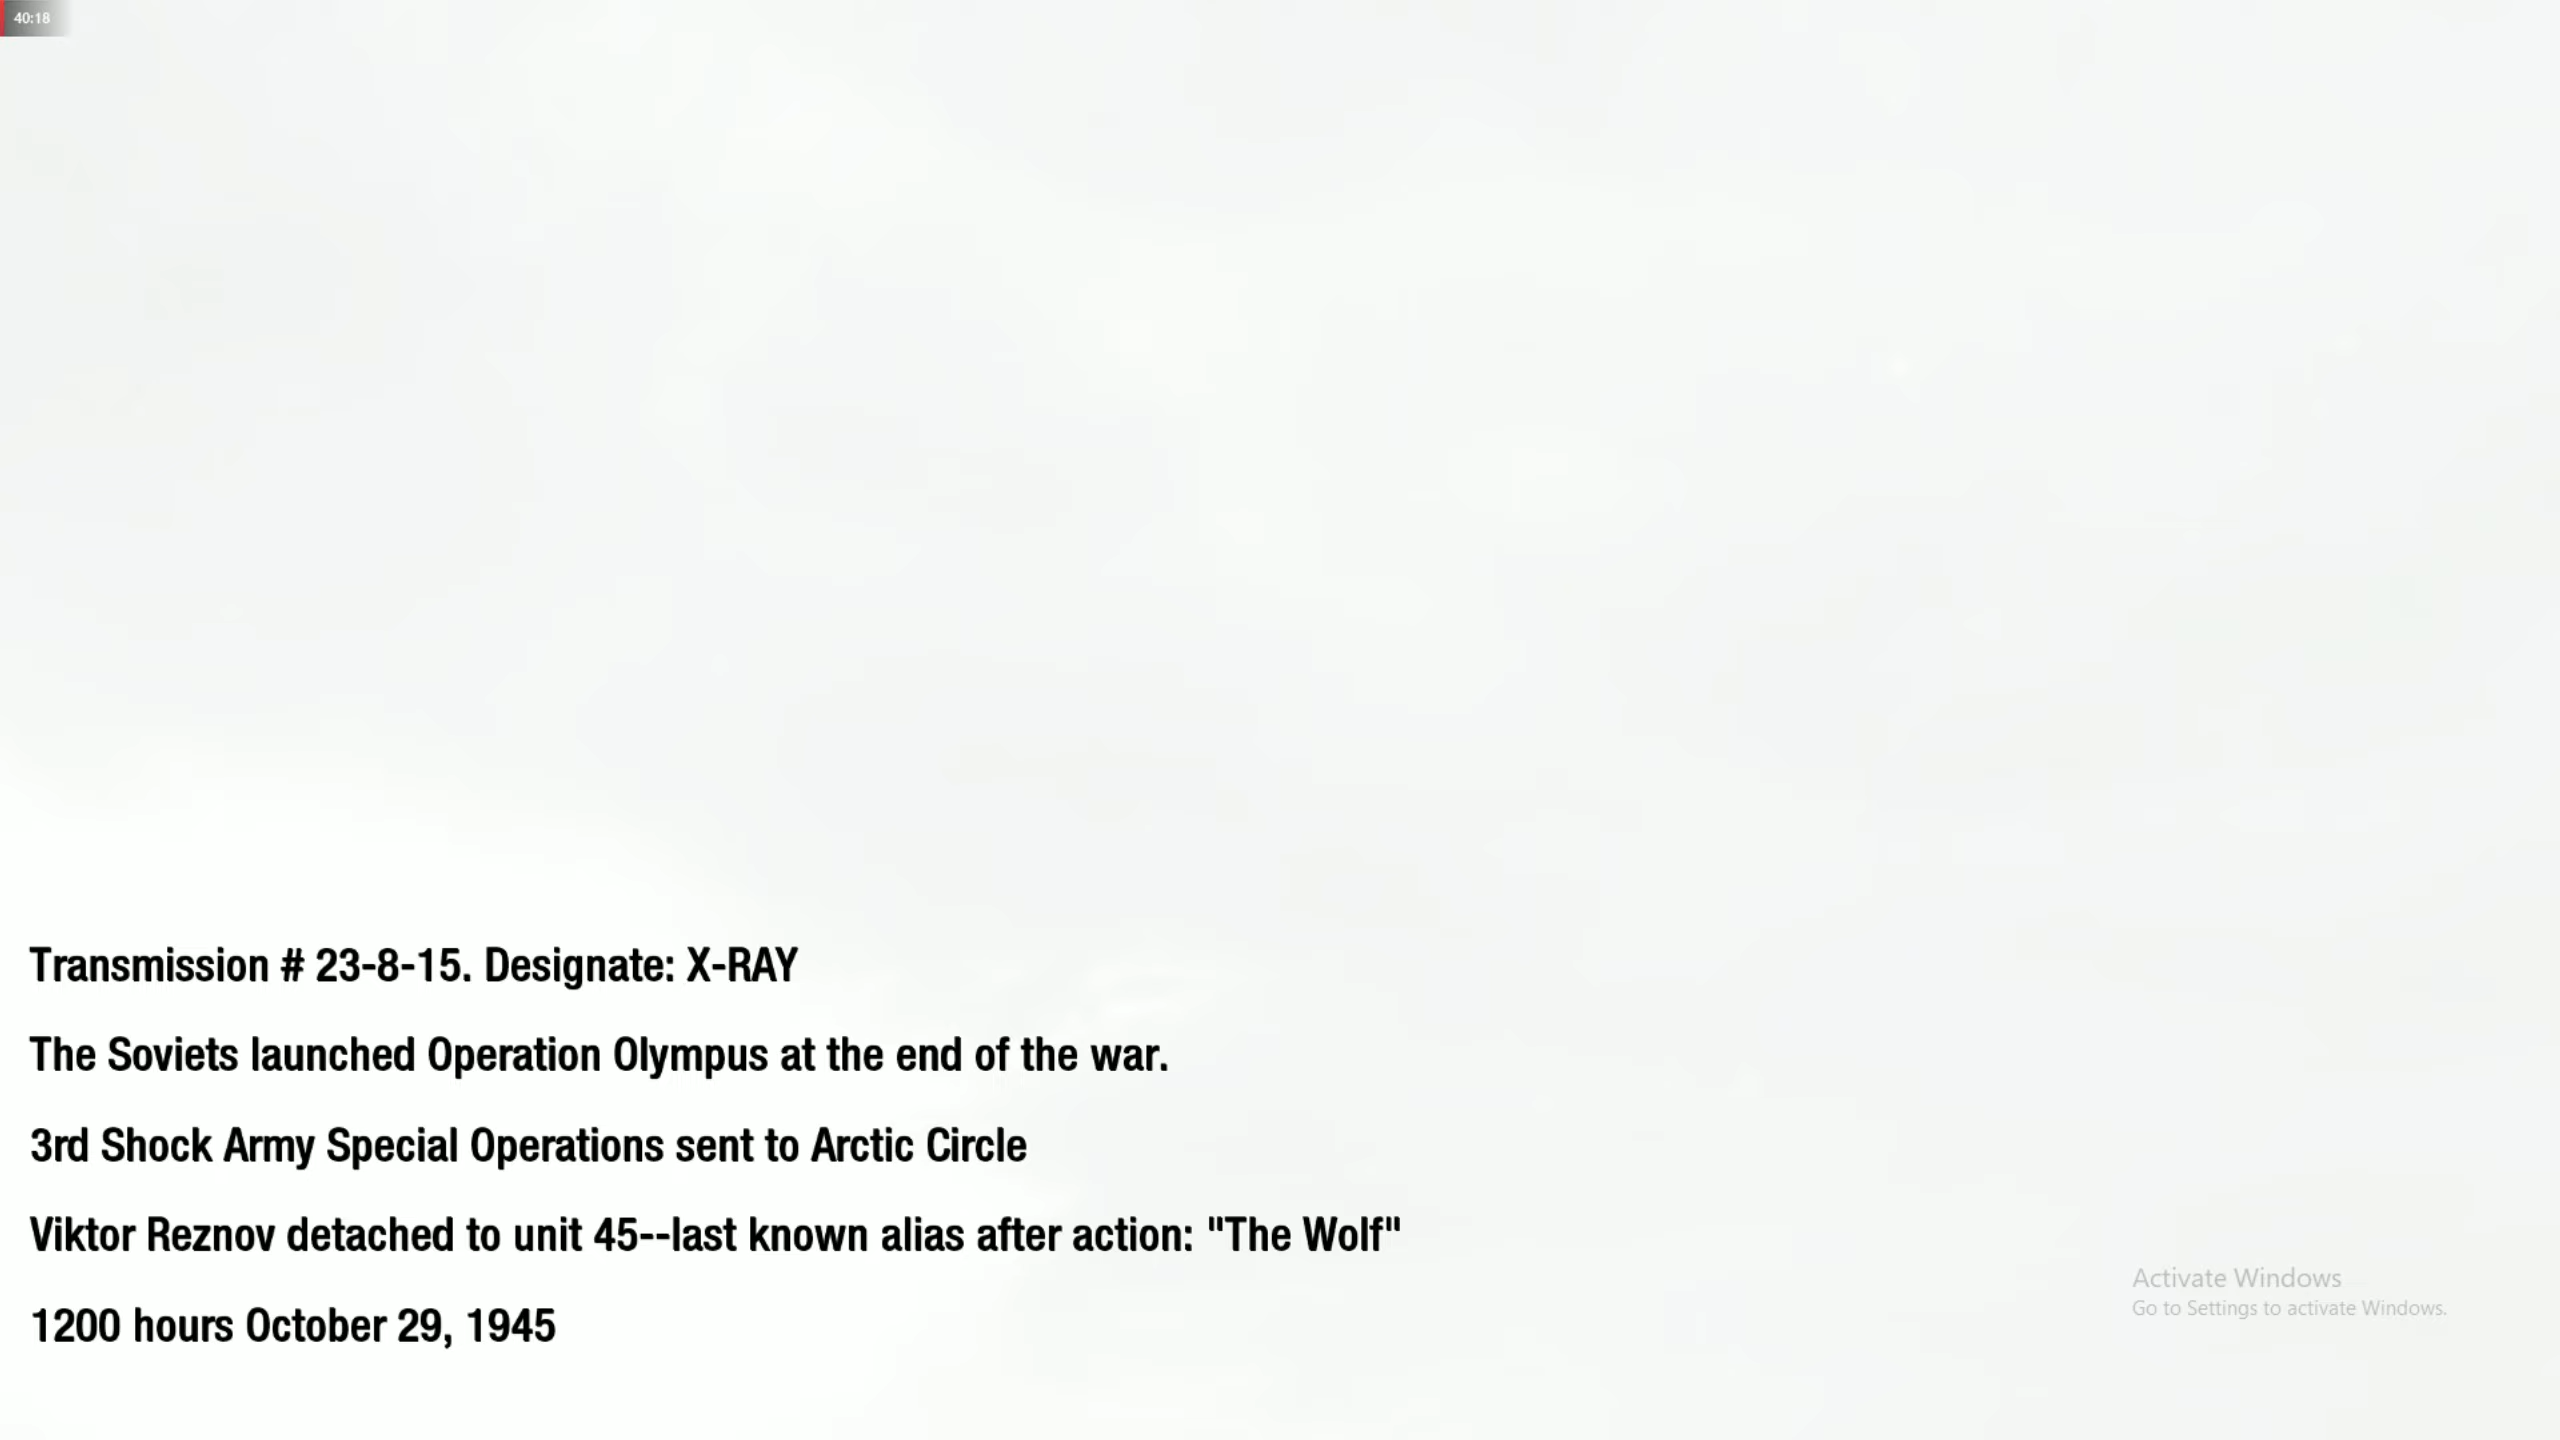 40:18
Transmission # 23-8-15. Designate: X-RAY
The Soviets launched Operation Olympus at the end of the war.
3rd Shock Army Special Operations sent to Arctic Circle
Viktor Reznov detached to unit 45--last known alias after action: "The Wolf"
1200 hours October 29, 1945
Activate Windows
Go to Settings to activate Windows.